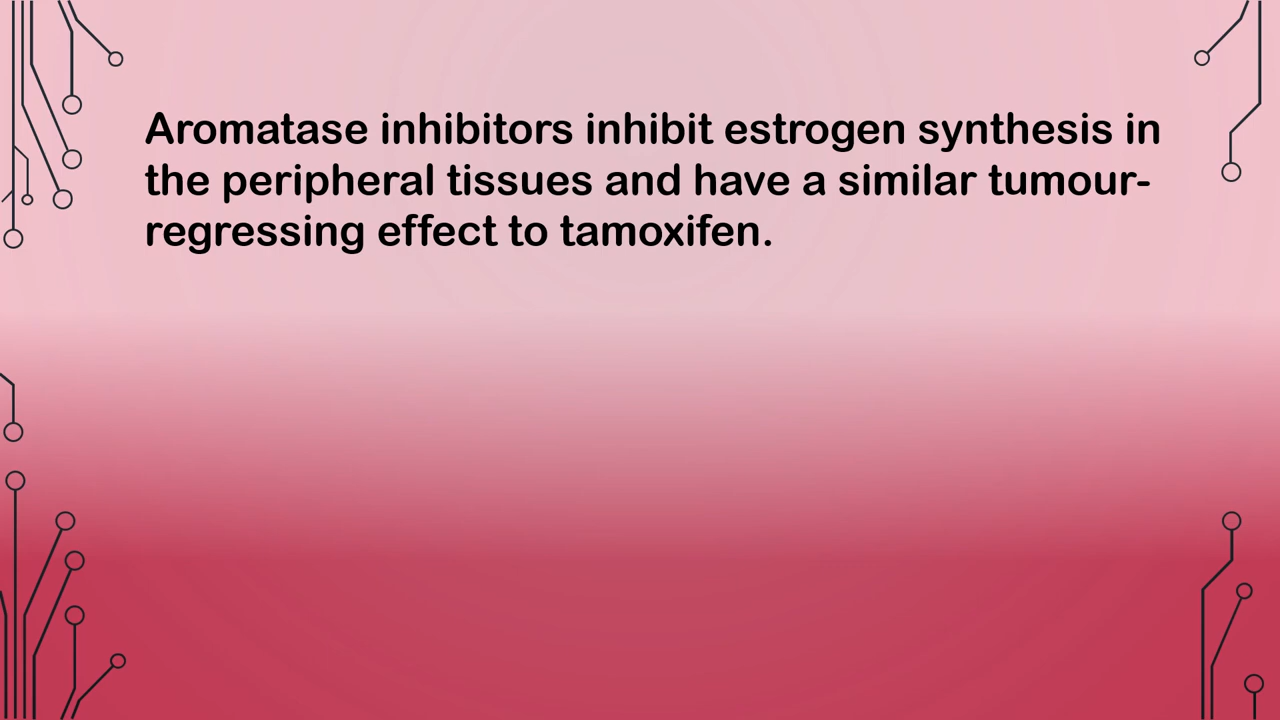 Aromatase inhibitors inhibit estrogen synthesis in
the peripheral tissues and have a similar tumour-
regressing effect to tamoxifen.